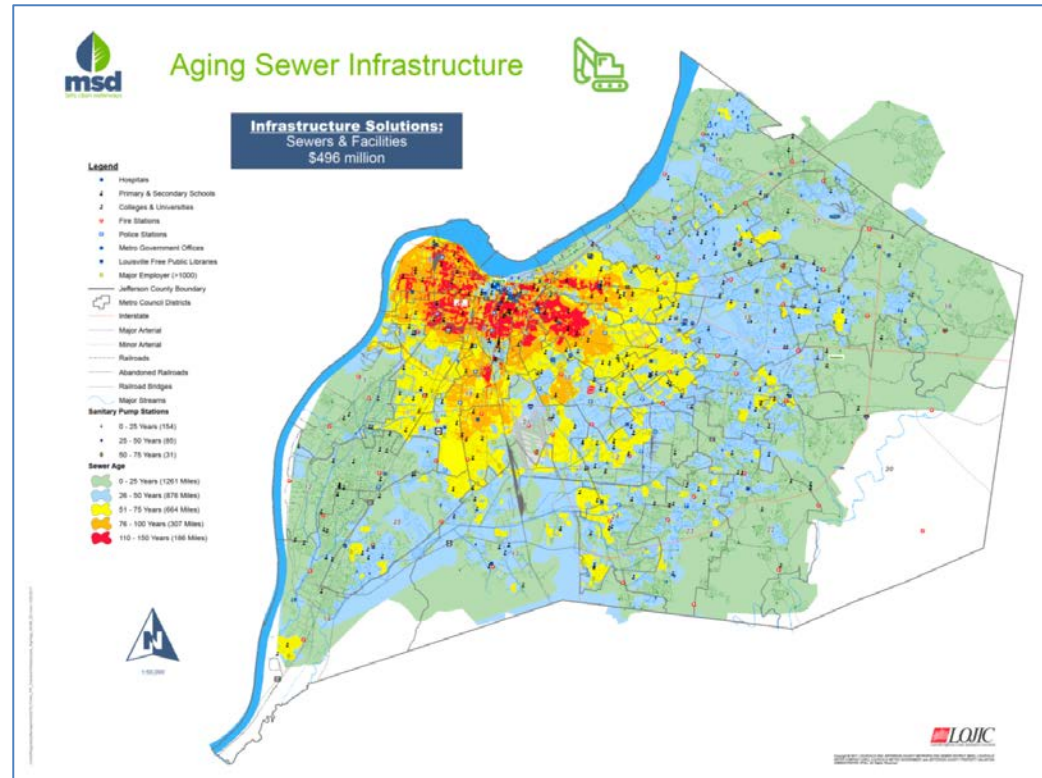 msd
Aging Sewer Infrastructure
Infrastructure Solutions:
Sewers & Facilities
$496 million
Legend
Hospitals
Primary & Secondary Schools
Colleges & Universities
Fire Stations
Police Stations
Metro Government Offices
Louisville Free Public Libraries
Major Employer (>1000)
Jefferson County Boundary
Metro Council Districts
Interstate
Major Arterial
Minor Arterial
Railroads
Abandoned Railroads
Railroad Bridges
Major Streams
Sanitary Pump Stations
0 - 25 Years (154)
25 - 50 Years (85)
50 - 75 Years (31)
Sewer Age
0 - 25 Years (1261 Miles)
26 - 50 Years (876 Miles)
51 - 75 Years (664 Miles)
76 - 100 Years (307 Miles)
110 - 150 Years (166 Miles)
20
N
LOJIC